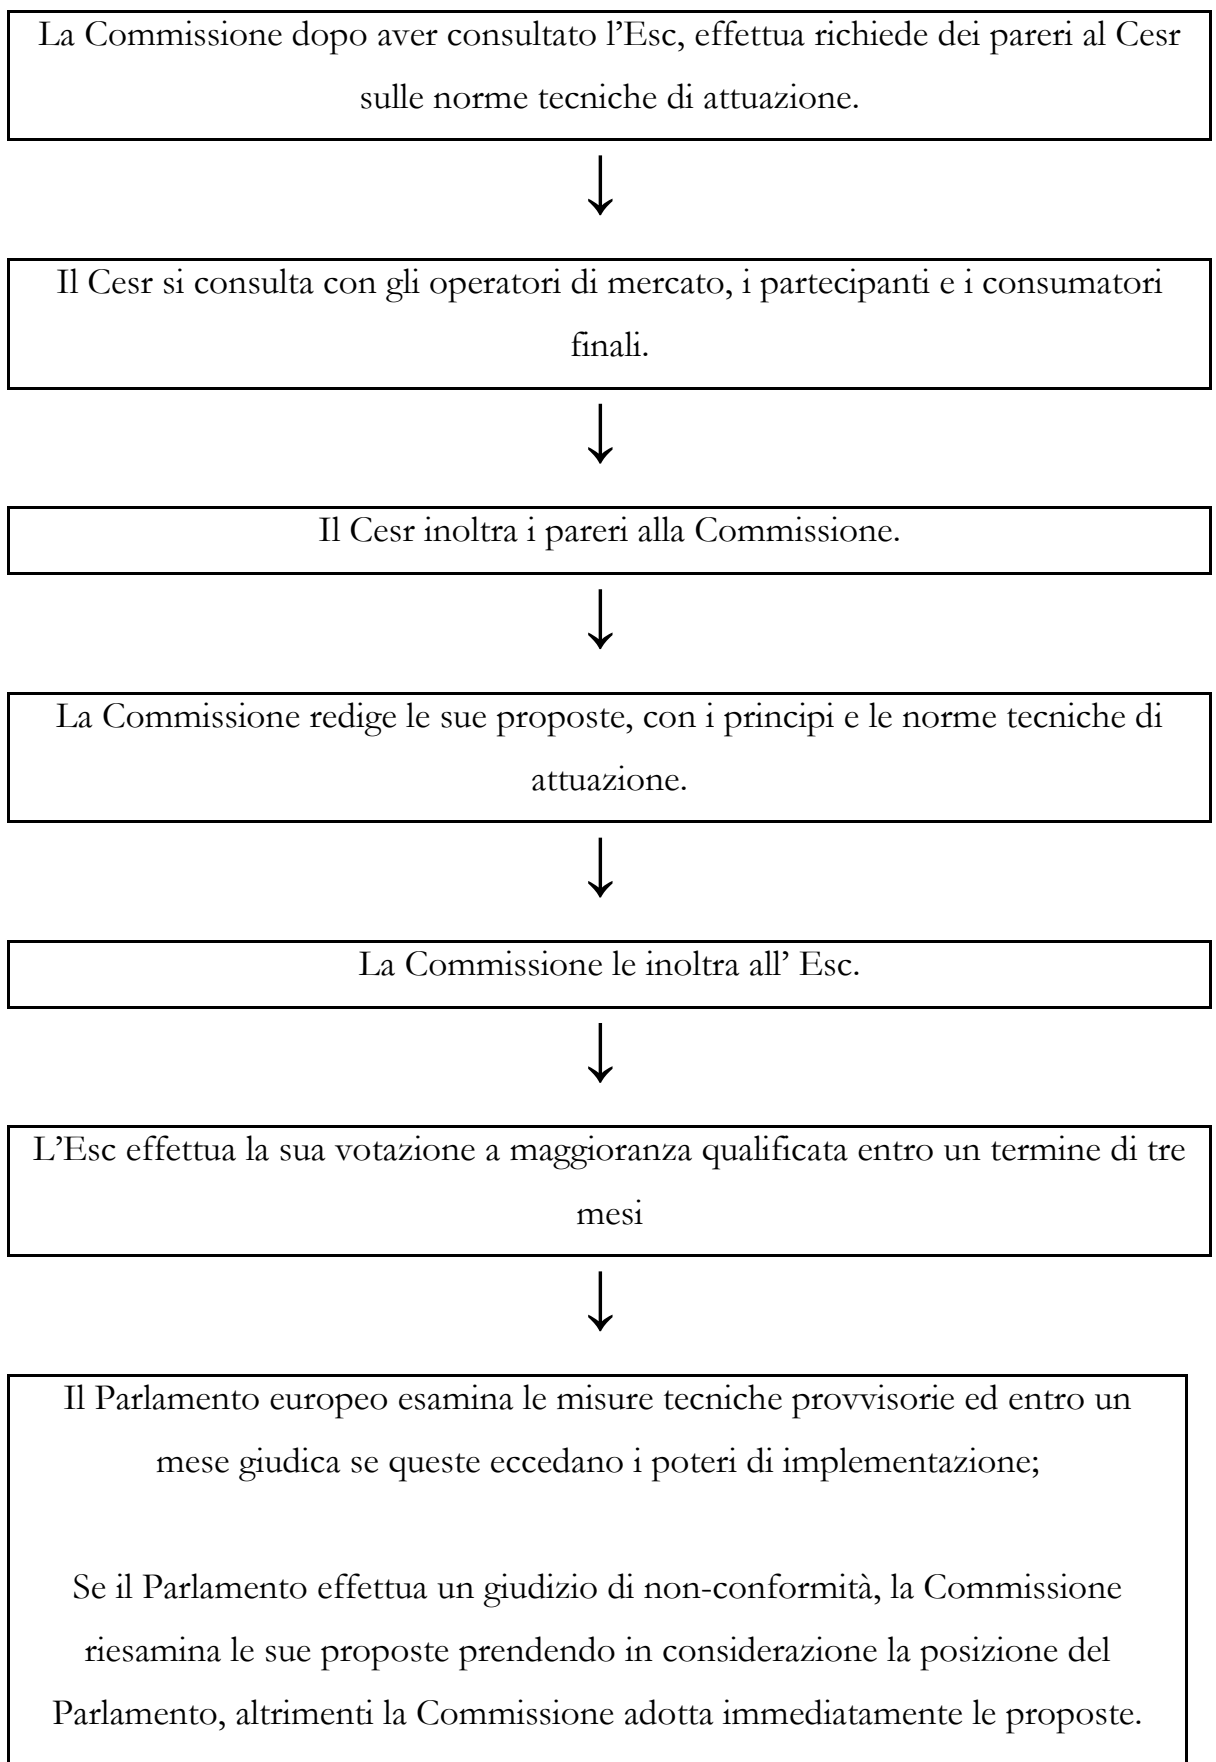 La Commissione dopo aver consultato l’Esc, effettua richiede dei pareri al Cesr
sulle norme tecniche di attuazione.
Il Cesr si consulta con gli operatori di mercato, i partecipanti e i consumatori
finali.
Il Cesr inoltra i pareri alla Commissione.
La Commissione redige le sue proposte, con i principi e le norme tecniche di
attuazione.
La Commissione le inoltra all’ Esc.
L’Esc effettua la sua votazione a maggioranza qualificata entro un termine di tre
mesi
Il Parlamento europeo esamina le misure tecniche provvisorie ed entro un
mese giudica se queste eccedano i poteri di implementazione;
Se il Parlamento effettua un giudizio di non-conformità, la Commissione
riesamina le sue proposte prendendo in considerazione la posizione del
Parlamento, altrimenti la Commissione adotta immediatamente le proposte.